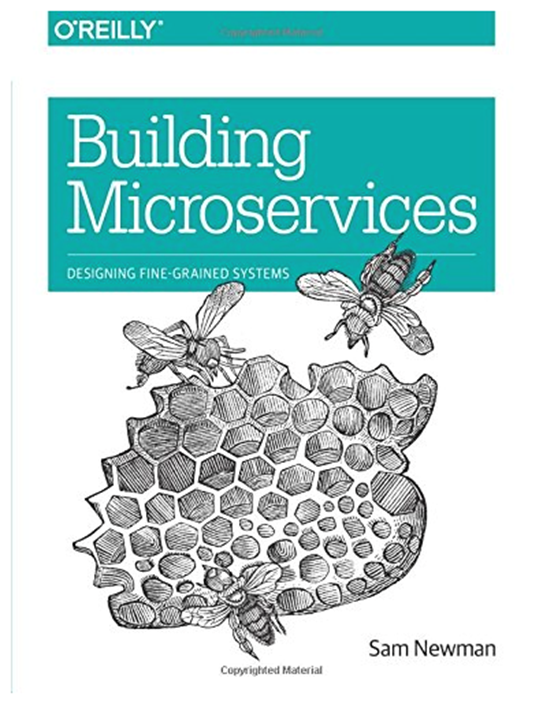 O'REILLY®
Copyrighted Material
Building
Microservices
DESIGNING FINE-GRAINED SYSTEMS
Sam Newman
Copyrighted Material